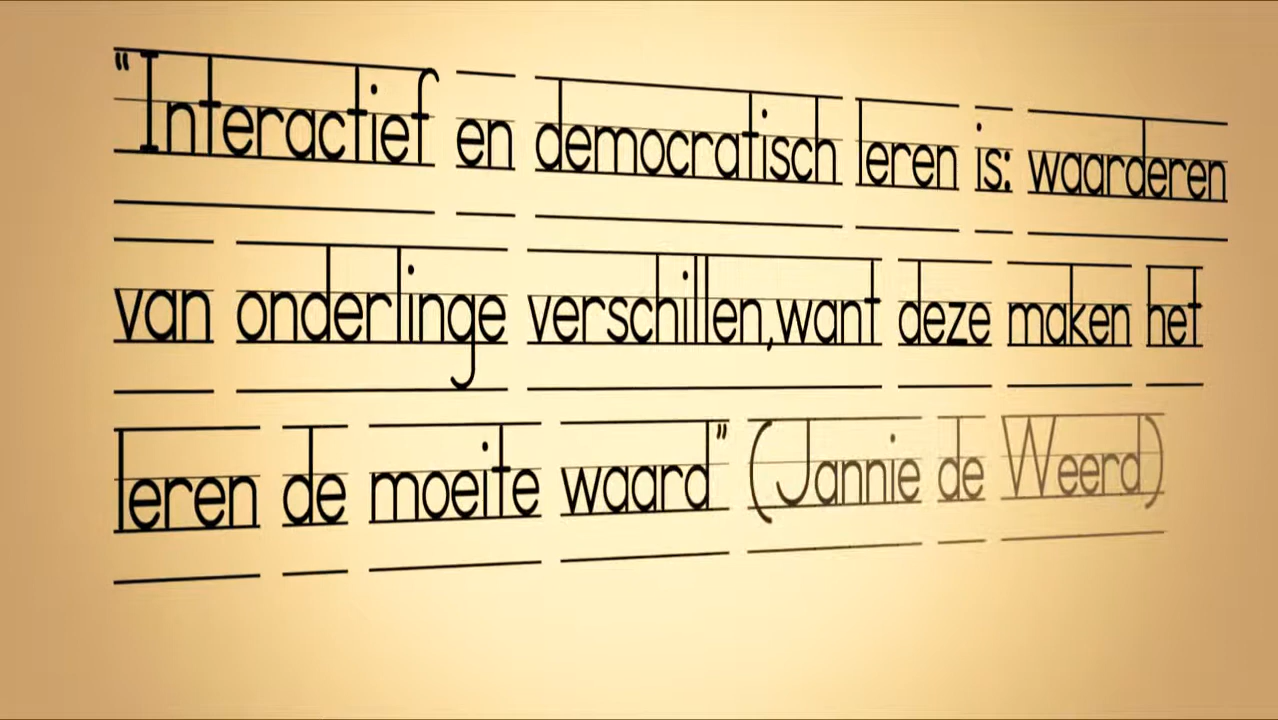 "Interactief en democratisch leren is: waarderen
van onderlinge verschillen,want deze maken het
leren de moeite waard" (Jannie de Weerd)